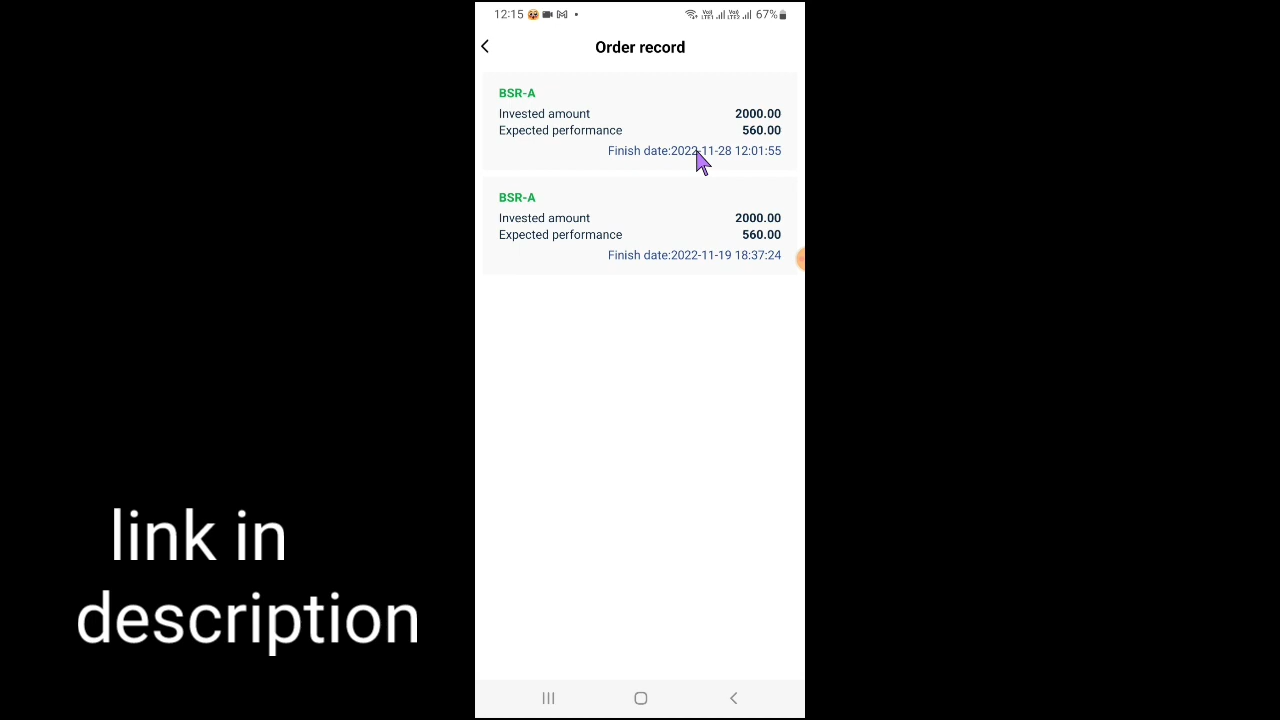 12:15
67%
Order record
BSR-A
Invested amount 2000.00
Expected performance 560.00
Finish date:2022-11-28 12:01:55
BSR-A
Invested amount 2000.00
Expected performance 560.00
Finish date:2022-11-19 18:37:24
link in
description